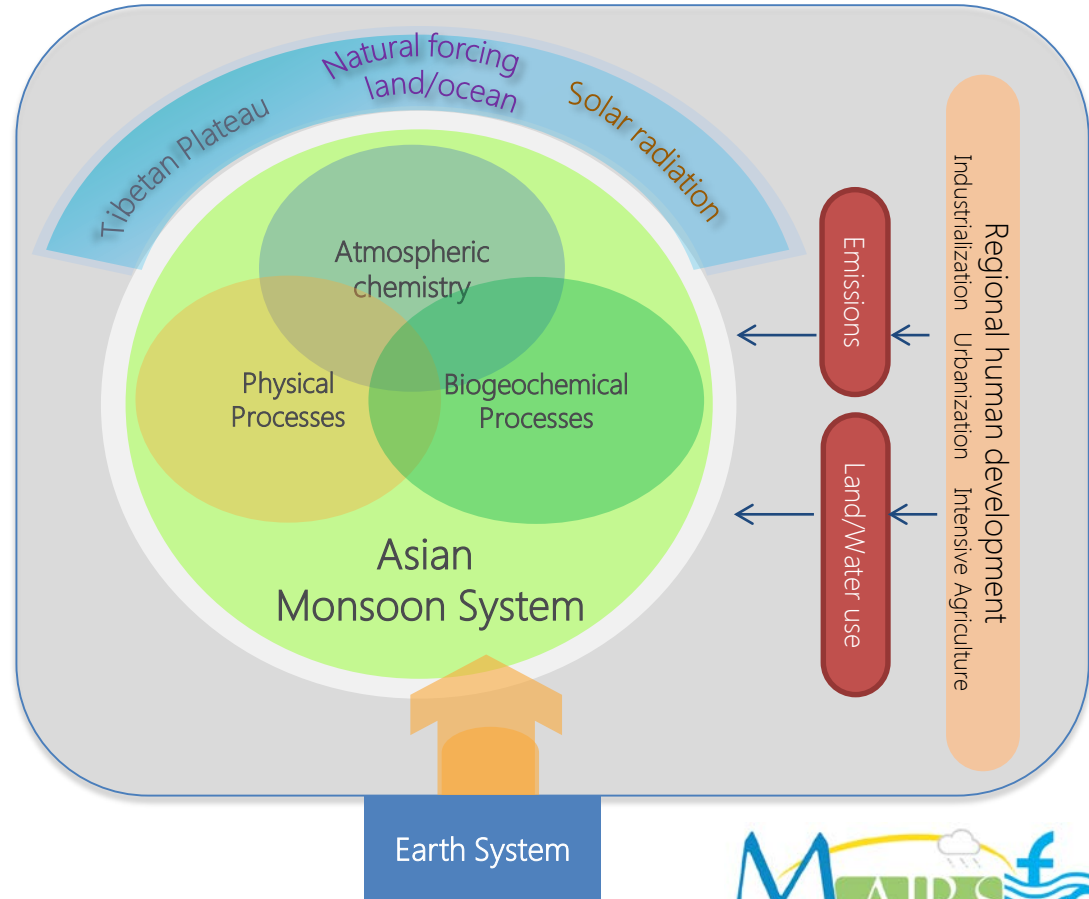 Tibetan Plateau
Natural forcing
land/ocean
Solar radiation
Atmospheric
chemistry
Physical
Processes
Biogeochemical
Processes
Asian
Monsoon System
Emissions
Land/Water use
Regional human development
Industrialization Urbanization Intensive Agriculture
Earth System